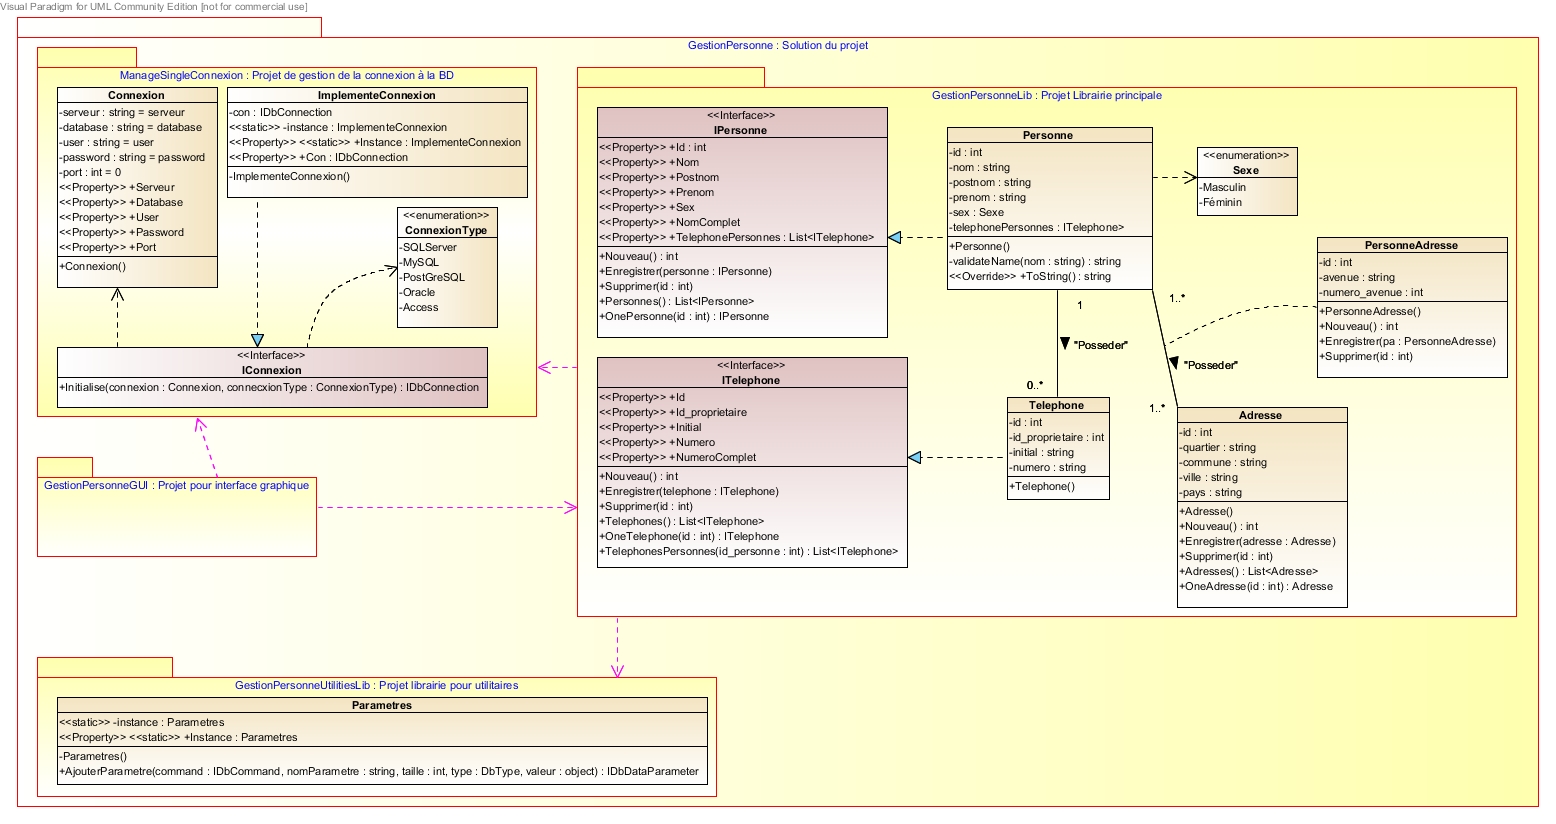 Visual Paradigm for UML Community Edition [not for commercial use]
GestionPersonne : Solution du projet
ManageSingleConnexion : Projet de gestion de la connexion à la BD
Connexion
-serveur : string = serveur
-database : string = database
-user : string = user
-password : string = password
-port : int = 0
<<Property>> +Serveur
<<Property>> +Database
<<Property>> +User
<<Property>> +Password
<<Property>> +Port
+Connexion()
ImplementeConnexion
-con : IDbConnection
<<static>> -instance : ImplementeConnexion
<<Property>> <<static>> +Instance : ImplementeConnexion
<<Property>> +Con : IDbConnection
-ImplementeConnexion()
<<enumeration>>
ConnexionType
-SQLServer
-MySQL
-PostGreSQL
-Oracle
-Access
<<Interface>>
IConnexion
+Initialise(connexion : Connexion, connecxionType : ConnexionType) : IDbConnection
GestionPersonneGUI : Projet pour interface graphique
GestionPersonneLib : Projet Librairie principale
<<Interface>>
IPersonne
<<Property>> +Id : int
<<Property>> +Nom
<<Property>> +Postnom
<<Property>> +Prenom
<<Property>> +Sex
<<Property>> +NomComplet
<<Property>> +TelephonePersonnes : List<ITelephone>
+Nouveau() : int
+Enregistrer(personne : IPersonne)
+Supprimer(id : int)
+Personnes() : List<IPersonne>
+OnePersonne(id : int) : IPersonne
<<Interface>>
ITelephone
<<Property>> +Id
<<Property>> +Id_proprietaire
<<Property>> +Initial
<<Property>> +Numero
<<Property>> +NumeroComplet
+Nouveau() : int
+Enregistrer(telephone : ITelephone)
+Supprimer(id : int)
+Telephones() : List<ITelephone>
+OneTelephone(id : int) : ITelephone
+TelephonesPersonnes(id_personne : int) : List<ITelephone>
Personne
-id : int
-nom : string
-postnom : string
-prenom : string
-sex : Sexe
-telephonePersonnes : ITelephone>
+Personne()
-validateName(nom : string) : string
<<Override>> +ToString() : string
<<enumeration>>
Sexe
-Masculin
-Féminin
PersonneAdresse
-id : int
-avenue : string
-numero_avenue : int
+PersonneAdresse()
+Nouveau() : int
+Enregistrer(pa : PersonneAdresse)
+Supprimer(id : int)
1
"Posseder"
0..*
1..*
"Posseder"
1..*
Telephone
-id : int
-id_proprietaire : int
-initial : string
-numero : string
+Telephone()
Adresse
-id : int
-quartier : string
-commune : string
-ville : string
-pays : string
+Adresse()
+Nouveau() : int
+Enregistrer(adresse : Adresse)
+Supprimer(id : int)
+Adresses() : List<Adresse>
+OneAdresse(id : int) : Adresse
GestionPersonneUtilitiesLib : Projet librairie pour utilitaires
Parametres
<<static>> -instance : Parametres
<<Property>> <<static>> +Instance : Parametres
-Parametres()
+AjouterParametre(command : IDbCommand, nomParametre : string, taille : int, type : DbType, valeur : object) : IDbDataParameter